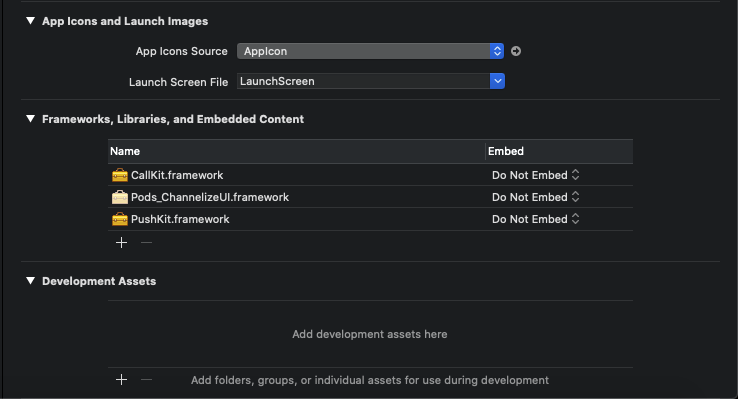 App Icons and Launch Images
App Icons Source AppIcon
Launch Screen File LaunchScreen
Frameworks, Libraries, and Embedded Content
Name Embed
CallKit.framework Do Not Embed
Pods_ChannelizeUI.framework Do Not Embed
PushKit.framework Do Not Embed
Development Assets
Add development assets here
Add folders, groups, or individual assets for use during development